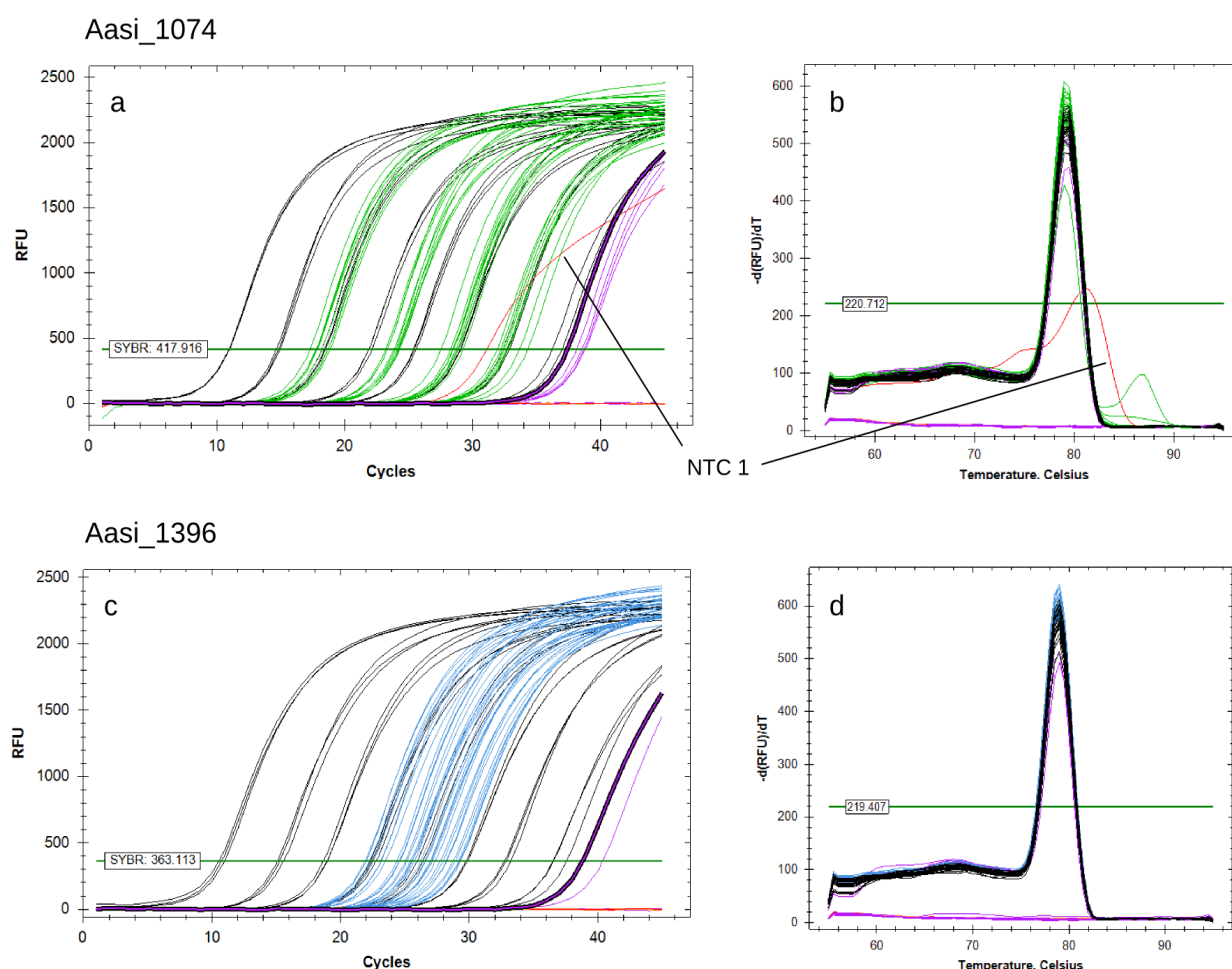 Aasi_1074
a
2500
2000
1500
1000
500
0
RFU
SYBR: 417.916
0 10 20 30 40
Cycles
b
600
500
400
300
200
100
0
-d(RFU)/dT
220.712
60 70 80 90
Temperature, Celsius
NTC 1
Aasi_1396
c
2500
2000
1500
1000
500
0
RFU
SYBR: 363.113
0 10 20 30 40
Cycles
d
600
500
400
300
200
100
0
-d(RFU)/dT
219.407
60 70 80 90
Temperature, Celsius